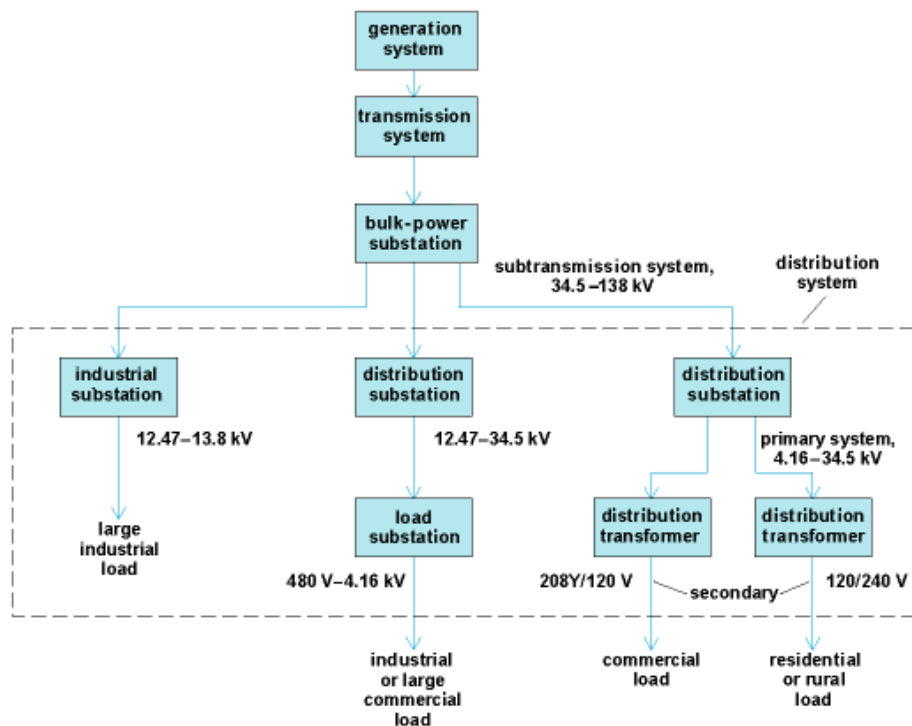 generation
system
transmission
system
bulk-power
substation
subtransmission system,
34.5–138 kV
distribution
system
industrial
substation
distribution
substation
distribution
substation
12.47–13.8 kV
12.47–34.5 kV
primary system,
4.16–34.5 kV
large
industrial
load
load
substation
distribution
transformer
distribution
transformer
480 V–4.16 kV
208Y/120 V
secondary
120/240 V
industrial
or large
commercial
load
commercial
load
residential
or rural
load